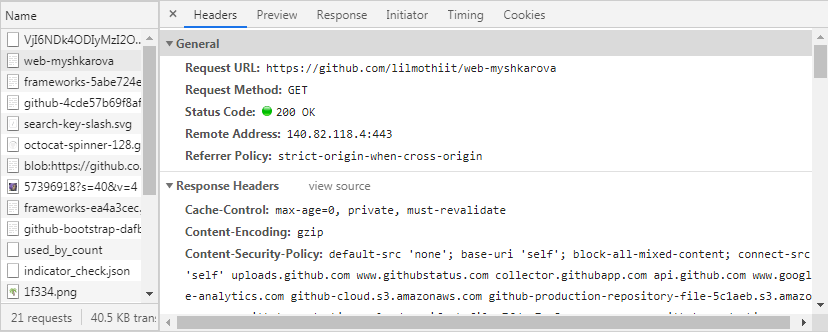 Name
VjI6NDk4ODIyMzI2O...
web-myshkarova
frameworks-5abe724e
github-4cde57b69f8af
search-key-slash.svg
octocat-spinner-128.g
blob:https://github.co
57396918?s=40&v=4
frameworks-ea4a3cec.
github-bootstrap-dafb
used_by_count
indicator_check.json
1f334.png
21 requests 40.5 KB trans
× Headers Preview Response Initiator Timing Cookies
▼ General
Request URL: https://github.com/lilmothiit/web-myshkarova
Request Method: GET
Status Code: 200 OK
Remote Address: 140.82.118.4:443
Referrer Policy: strict-origin-when-cross-origin
▼ Response Headers view source
Cache-Control: max-age=0, private, must-revalidate
Content-Encoding: gzip
Content-Security-Policy: default-src 'none'; base-uri 'self'; block-all-mixed-content; connect-src
'self' uploads.github.com www.githubstatus.com collector.githubapp.com api.github.com www.googl
e-analytics.com github-cloud.s3.amazonaws.com github-production-repository-file-5c1aeb.s3.amazo